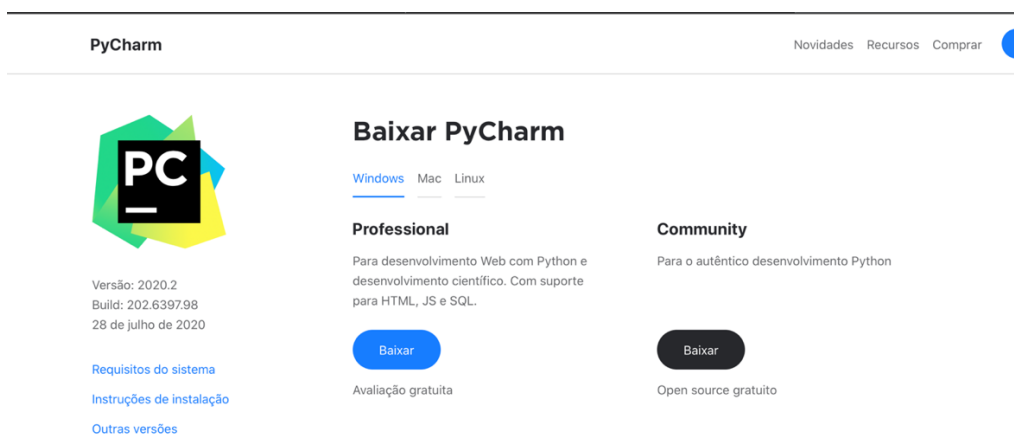 PyCharm
Novidades Recursos Comprar
PC
Baixar PyCharm
Windows Mac Linux
Professional
Para desenvolvimento Web com Python e
desenvolvimento científico. Com suporte
para HTML, JS e SQL.
Baixar
Avaliação gratuita
Community
Para o autêntico desenvolvimento Python
Baixar
Open source gratuito
Versão: 2020.2
Build: 202.6397.98
28 de julho de 2020
Requisitos do sistema
Instruções de instalação
Outras versões